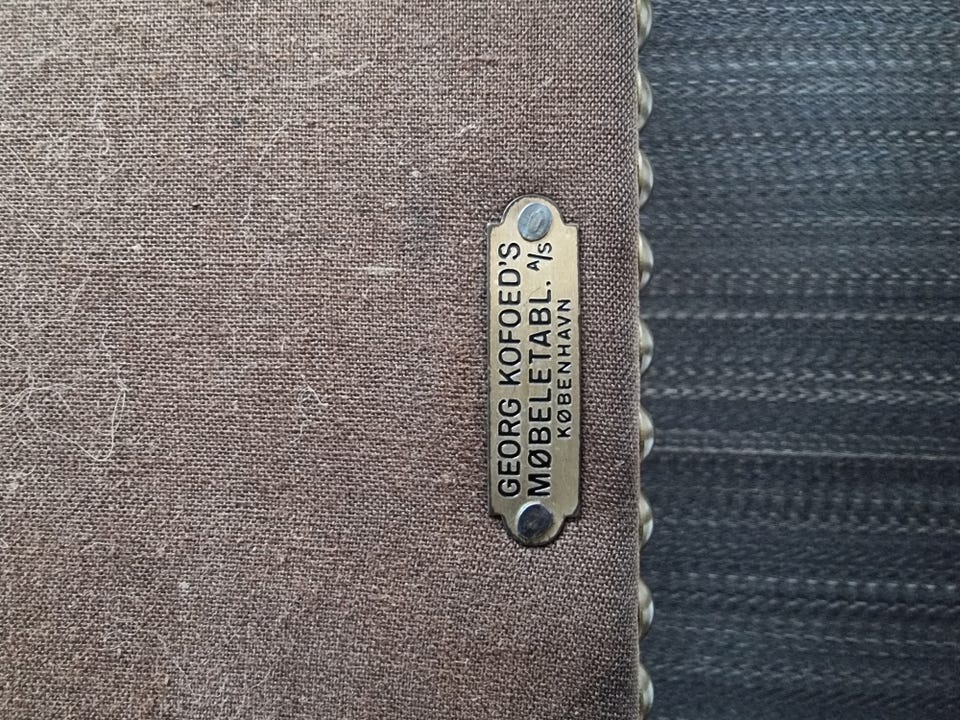 GEORG KOFOED'S
MØBELETABL. A/S
KØBENHAVN